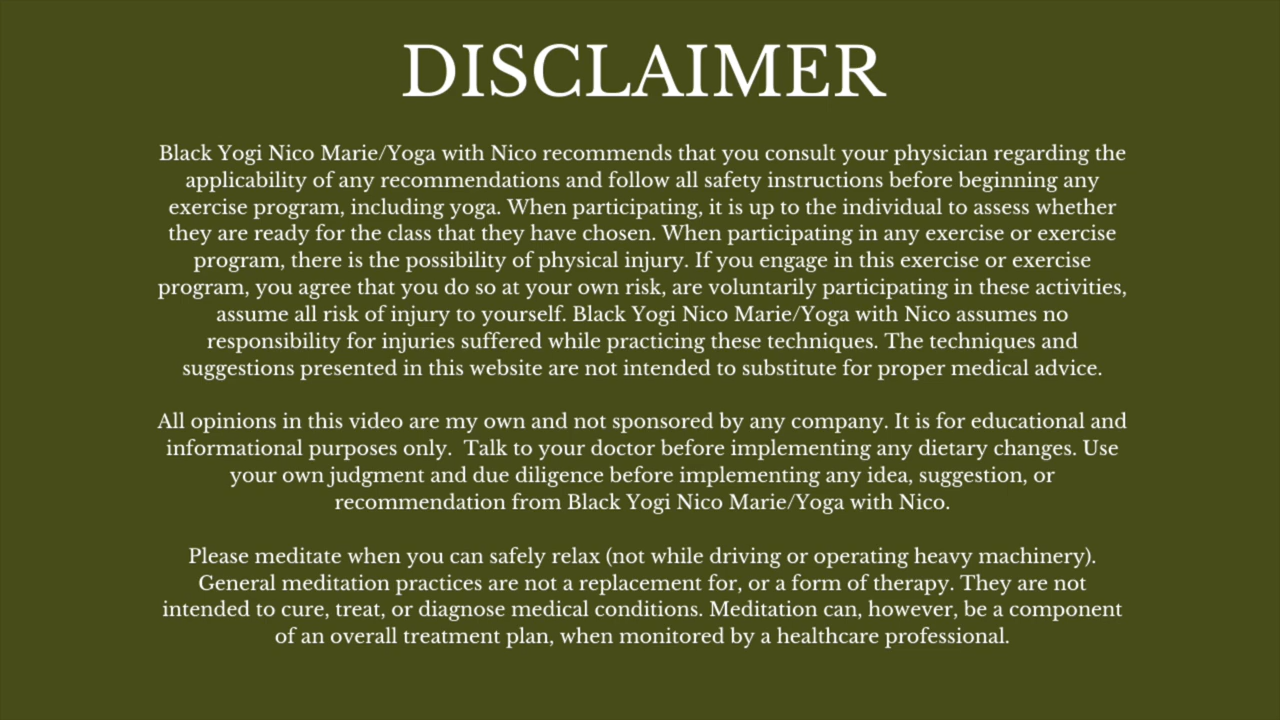 DISCLAIMER
Black Yogi Nico Marie/Yoga with Nico recommends that you consult your physician regarding the
applicability of any recommendations and follow all safety instructions before beginning any
exercise program, including yoga. When participating, it is up to the individual to assess whether
they are ready for the class that they have chosen. When participating in any exercise or exercise
program, there is the possibility of physical injury. If you engage in this exercise or exercise
program, you agree that you do so at your own risk, are voluntarily participating in these activities,
assume all risk of injury to yourself. Black Yogi Nico Marie/Yoga with Nico assumes no
responsibility for injuries suffered while practicing these techniques. The techniques and
suggestions presented in this website are not intended to substitute for proper medical advice.
All opinions in this video are my own and not sponsored by any company. It is for educational and
informational purposes only.  Talk to your doctor before implementing any dietary changes. Use
your own judgment and due diligence before implementing any idea, suggestion, or
recommendation from Black Yogi Nico Marie/Yoga with Nico.
Please meditate when you can safely relax (not while driving or operating heavy machinery).
General meditation practices are not a replacement for, or a form of therapy. They are not
intended to cure, treat, or diagnose medical conditions. Meditation can, however, be a component
of an overall treatment plan, when monitored by a healthcare professional.